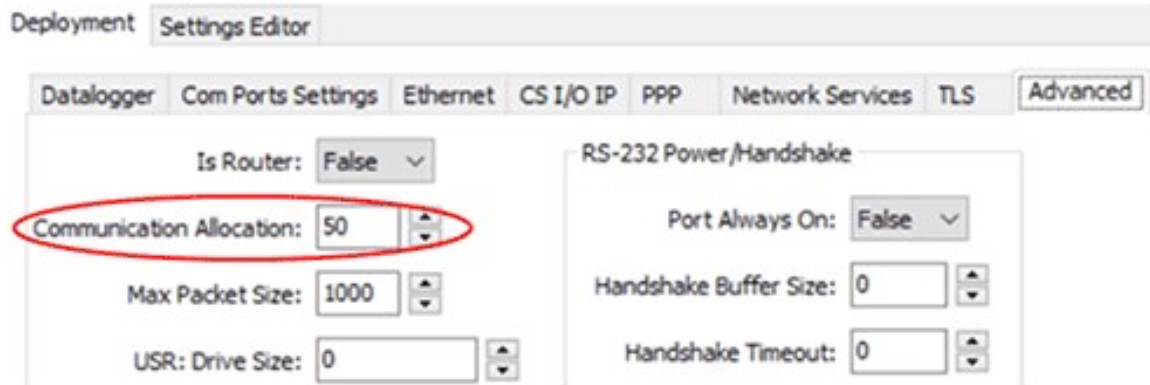 Deployment Settings Editor
Datalogger Com Ports Settings Ethernet CS I/O IP PPP Network Services TLS Advanced
Is Router: False
Communication Allocation: 50
Max Packet Size: 1000
USR: Drive Size: 0
RS-232 Power/Handshake
Port Always On: False
Handshake Buffer Size: 0
Handshake Timeout: 0